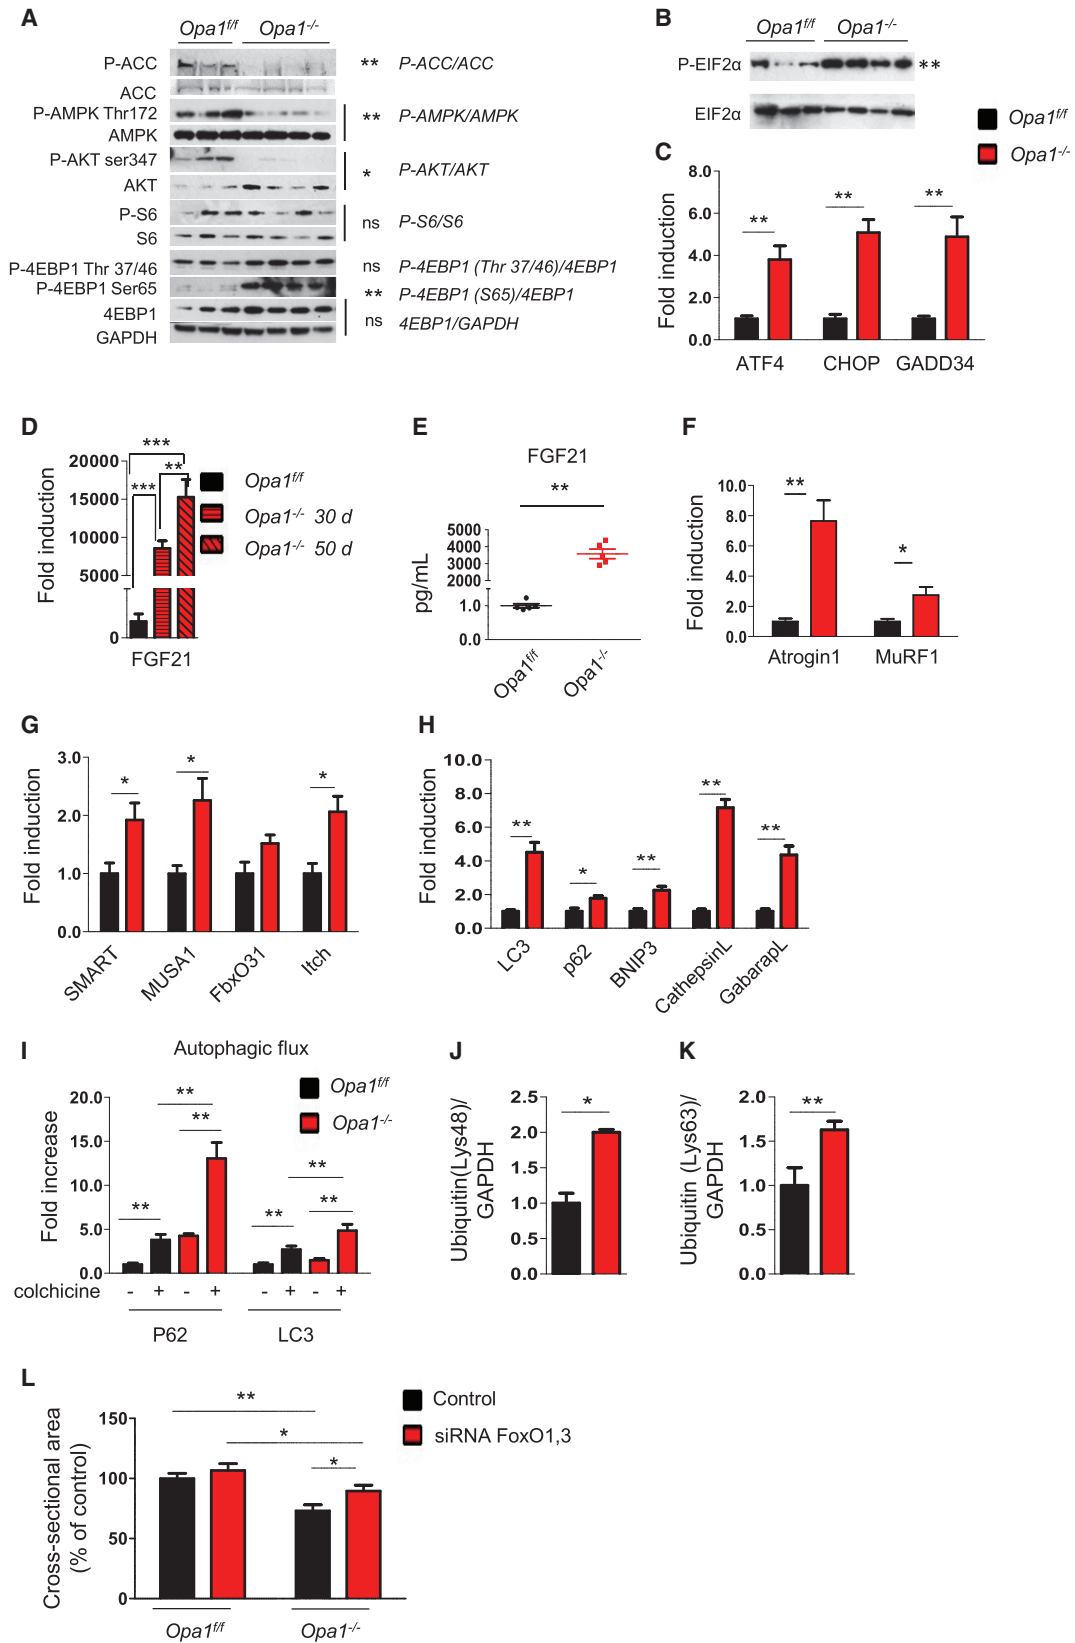 A
Opa1f/f Opa1-/-
P-ACC ** P-ACC/ACC
ACC
P-AMPK Thr172 ** P-AMPK/AMPK
AMPK
P-AKT ser347 * P-AKT/AKT
AKT
P-S6 ns P-S6/S6
S6
P-4EBP1 Thr 37/46 ns P-4EBP1 (Thr 37/46)/4EBP1
P-4EBP1 Ser65 ** P-4EBP1 (S65)/4EBP1
4EBP1 ns 4EBP1/GAPDH
GAPDH
B
Opa1f/f Opa1-/-
P-EIF2α **
EIF2α
Opa1f/f
Opa1-/-
C
Fold induction
8.0
6.0
4.0
2.0
0.0
** ** **
ATF4 CHOP GADD34
D
Fold induction
20000
15000
10000
5000
0
***
**
***
FGF21
Opa1f/f
Opa1-/- 30 d
Opa1-/- 50 d
E
FGF21
**
pg/mL
5000
4000
3000
2000
1.0
0.0
Opa1f/f Opa1-/-
F
Fold induction
10.0
8.0
6.0
4.0
2.0
0.0
** *
Atrogin1 MuRF1
G
Fold induction
3.0
2.0
1.0
0.0
* * *
SMART MUSA1 FbxO31 Itch
H
Fold induction
10.0
8.0
6.0
4.0
2.0
0.0
** * ** ** **
LC3 p62 BNIP3 CathepsinL GabarapL
I
Autophagic flux
Opa1f/f
Opa1-/-
Fold increase
20.0
15.0
10.0
5.0
0.0
** ** **
** ** **
colchicine - + - + - + - +
P62 LC3
J
Ubiquitin(Lys48)/
GAPDH
2.5
2.0
1.5
1.0
0.5
0.0
*
K
Ubiquitin (Lys63)/
GAPDH
2.0
1.5
1.0
0.5
0.0
**
L
Control
siRNA FoxO1,3
Cross-sectional area
(% of control)
150
100
50
0
**
*
*
Opa1f/f Opa1-/-